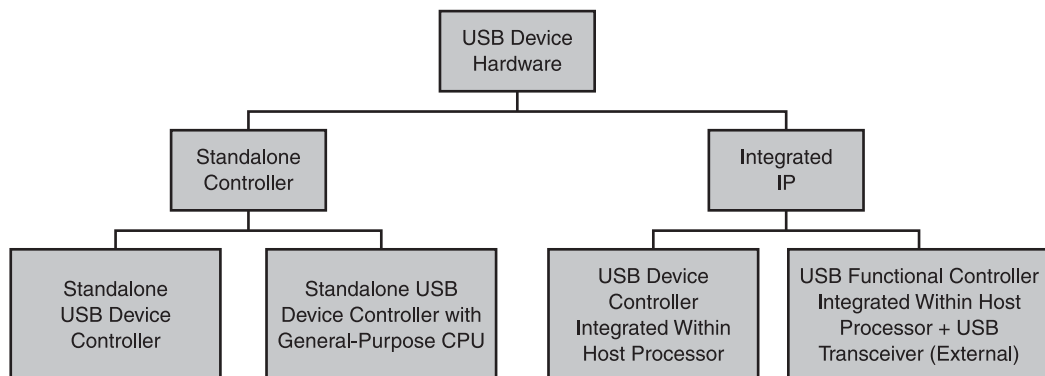 USB Device
Hardware
Standalone
Controller
Integrated
IP
Standalone
USB Device
Controller
Standalone USB
Device Controller with
General-Purpose CPU
USB Device
Controller
Integrated Within
Host Processor
USB Functional Controller
Integrated Within Host
Processor + USB
Transceiver (External)